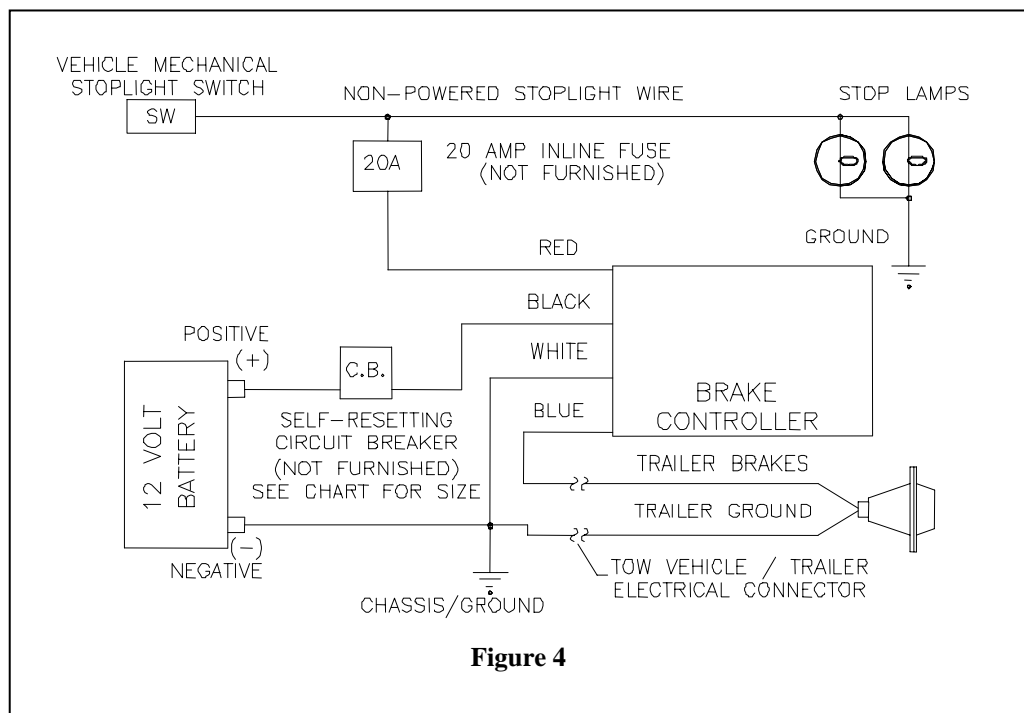 VEHICLE MECHANICAL
STOPLIGHT SWITCH
SW
NON-POWERED STOPLIGHT WIRE
STOP LAMPS
20A
20 AMP INLINE FUSE
(NOT FURNISHED)
GROUND
RED
BLACK
WHITE
BLUE
BRAKE
CONTROLLER
POSITIVE
(+)
C.B.
12 VOLT
BATTERY
SELF-RESETTING
CIRCUIT BREAKER
(NOT FURNISHED)
SEE CHART FOR SIZE
TRAILER BRAKES
TRAILER GROUND
(-)
NEGATIVE
CHASSIS/GROUND
TOW VEHICLE / TRAILER
ELECTRICAL CONNECTOR
Figure 4